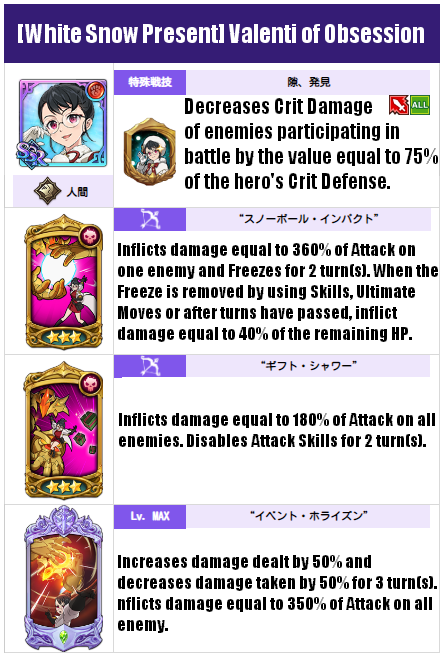 [White Snow Present] Valenti of Obsession
特殊戦技
隙、発見
SR
人間
Decreases Crit Damage
ALL
of enemies participating in
battle by the value equal to 75%
of the hero's Crit Defense.
“スノーボール・インパクト”
Inflicts damage equal to 360% of Attack on
one enemy and Freezes for 2 turn(s). When the
Freeze is removed by using Skills, Ultimate
Moves or after turns have passed, inflict
damage equal to 40% of the remaining HP.
“ギフト・シャワー”
Inflicts damage equal to 180% of Attack on all
enemies. Disables Attack Skills for 2 turn(s).
Lv. MAX
“イベント・ホライズン”
Increases damage dealt by 50% and
decreases damage taken by 50% for 3 turn(s).
nflicts damage equal to 350% of Attack on all
enemy.